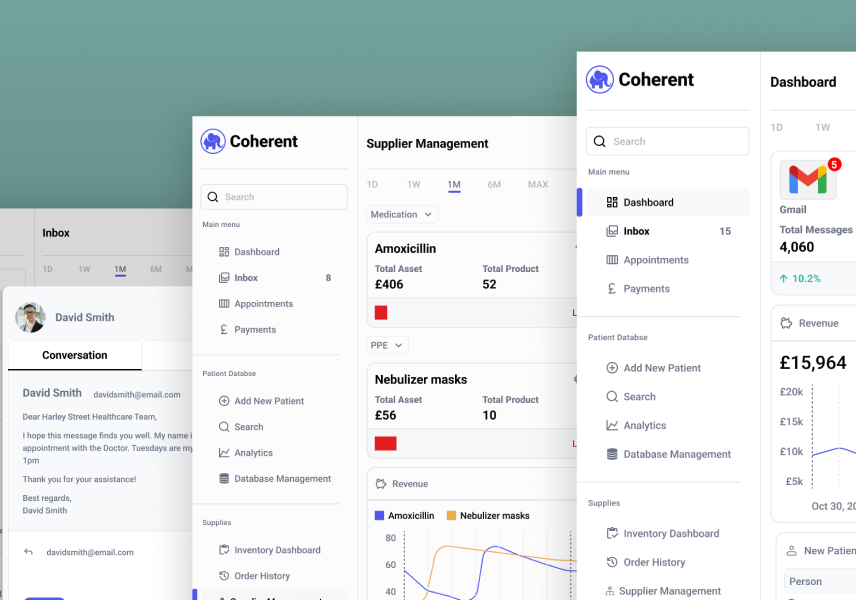 Inbox
1D
1W
1M
6M
David Smith
Conversation
David Smith
davidsmith@email.com
Dear Harley Street Healthcare Team,
I hope this message finds you well. My name i
appointment with the Doctor. Tuesdays are my
1pm
Thank you for your assistance!
Best regards,
David Smith
davidsmith@email.com
Coherent
Search
Main menu
Dashboard
Inbox
8
Appointments
Payments
Patient Databse
Add New Patient
Search
Analytics
Database Management
Supplies
Inventory Dashboard
Order History
Supplier Management
1D
1W
1M
6M
MAX
Medication
Amoxicillin
Total Asset
Total Product
£406
52
PPE
Nebulizer masks
Total Asset
Total Product
£56
10
Revenue
Amoxicillin
Nebulizer masks
80
60
40
Coherent
Search
Main menu
Dashboard
Inbox
15
Appointments
Payments
Patient Databse
Add New Patient
Search
Analytics
Database Management
Supplies
Inventory Dashboard
Order History
Supplier Management
Dashboard
1D
1W
5
Gmail
Total Messages
4,060
10.2%
Revenue
£15,964
£20k
£15k
£10k
£5k
Oct 30, 20
New Patien
Person